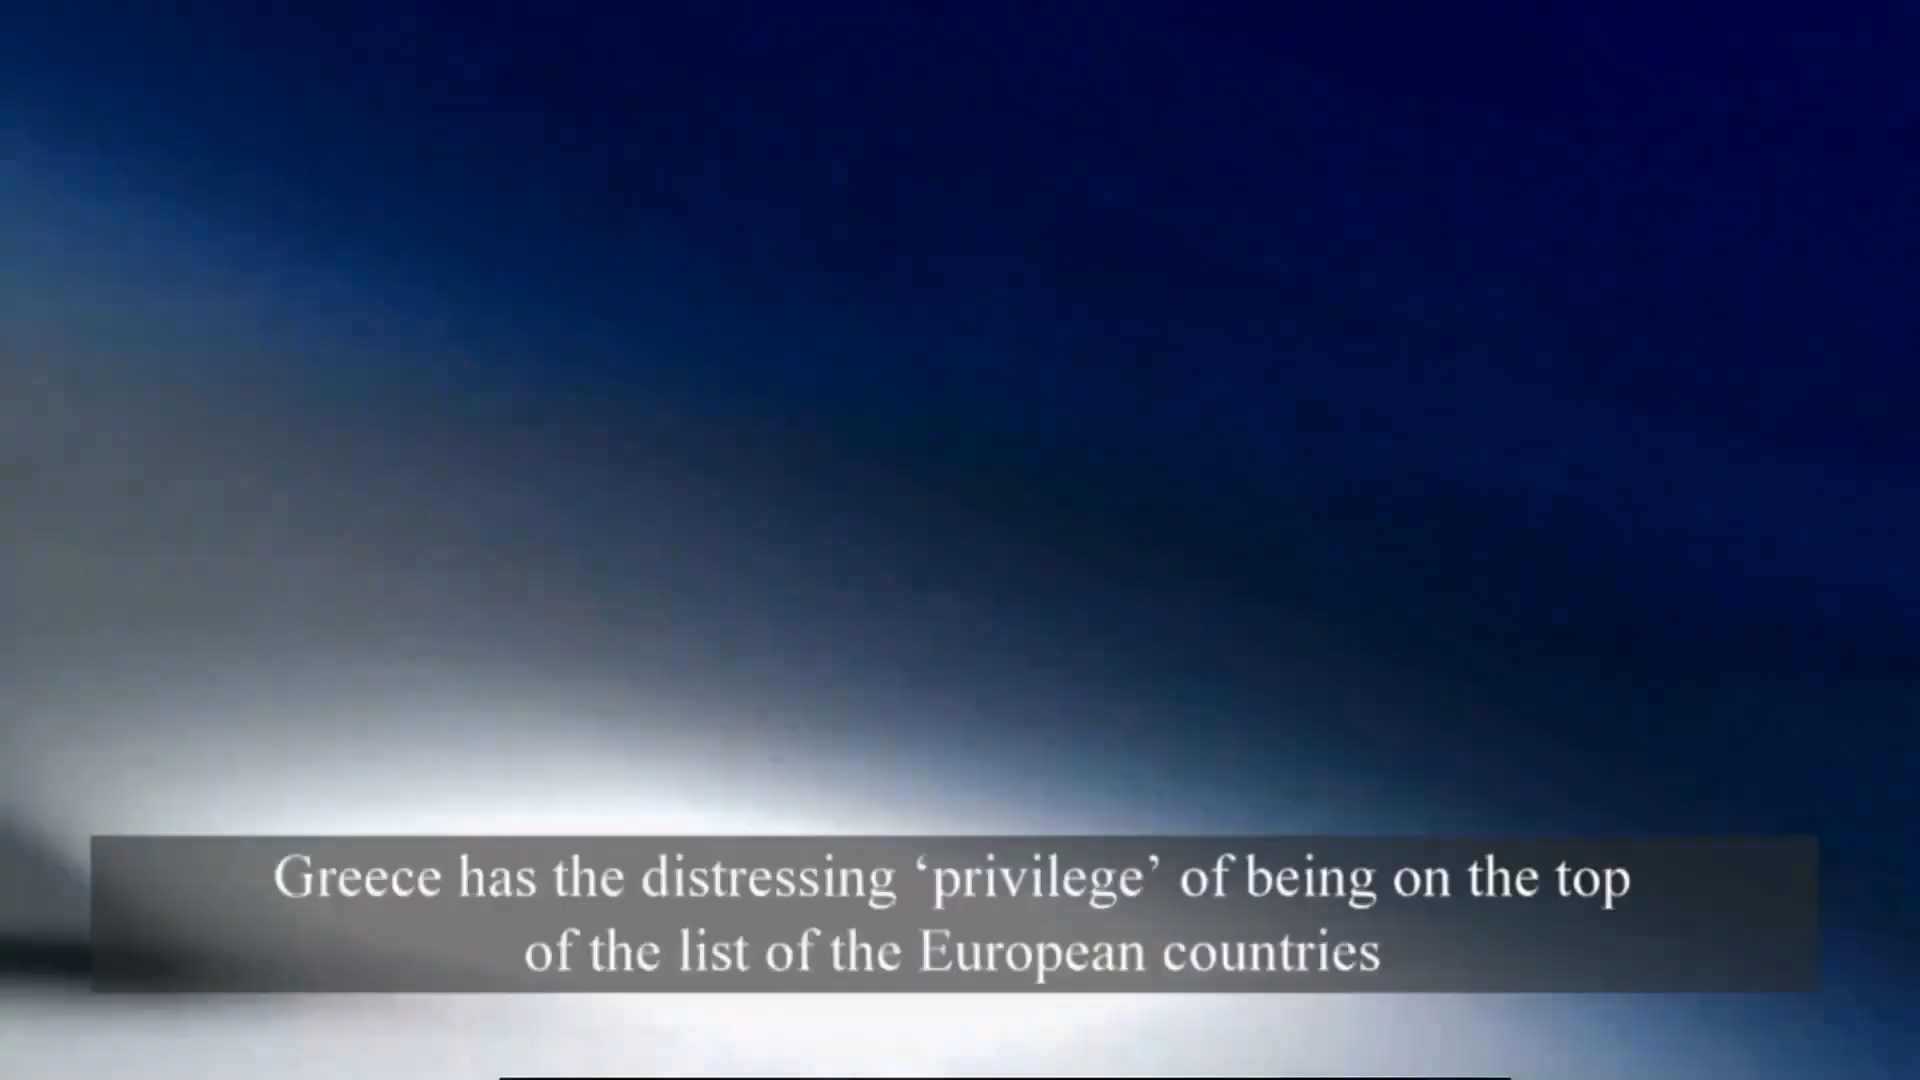 Greece has the distressing ‘privilege’ of being on the top
of the list of the European countries